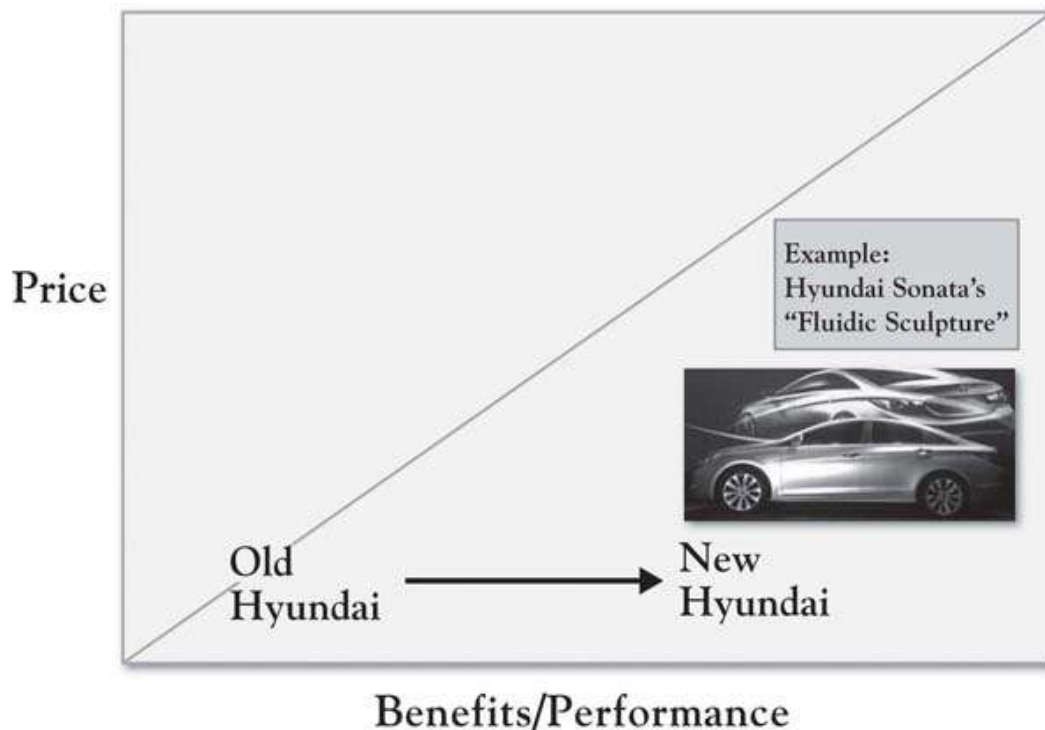 Price
Example:
Hyundai Sonata’s
“Fluidic Sculpture”
Old
Hyundai
New
Hyundai
Benefits/Performance